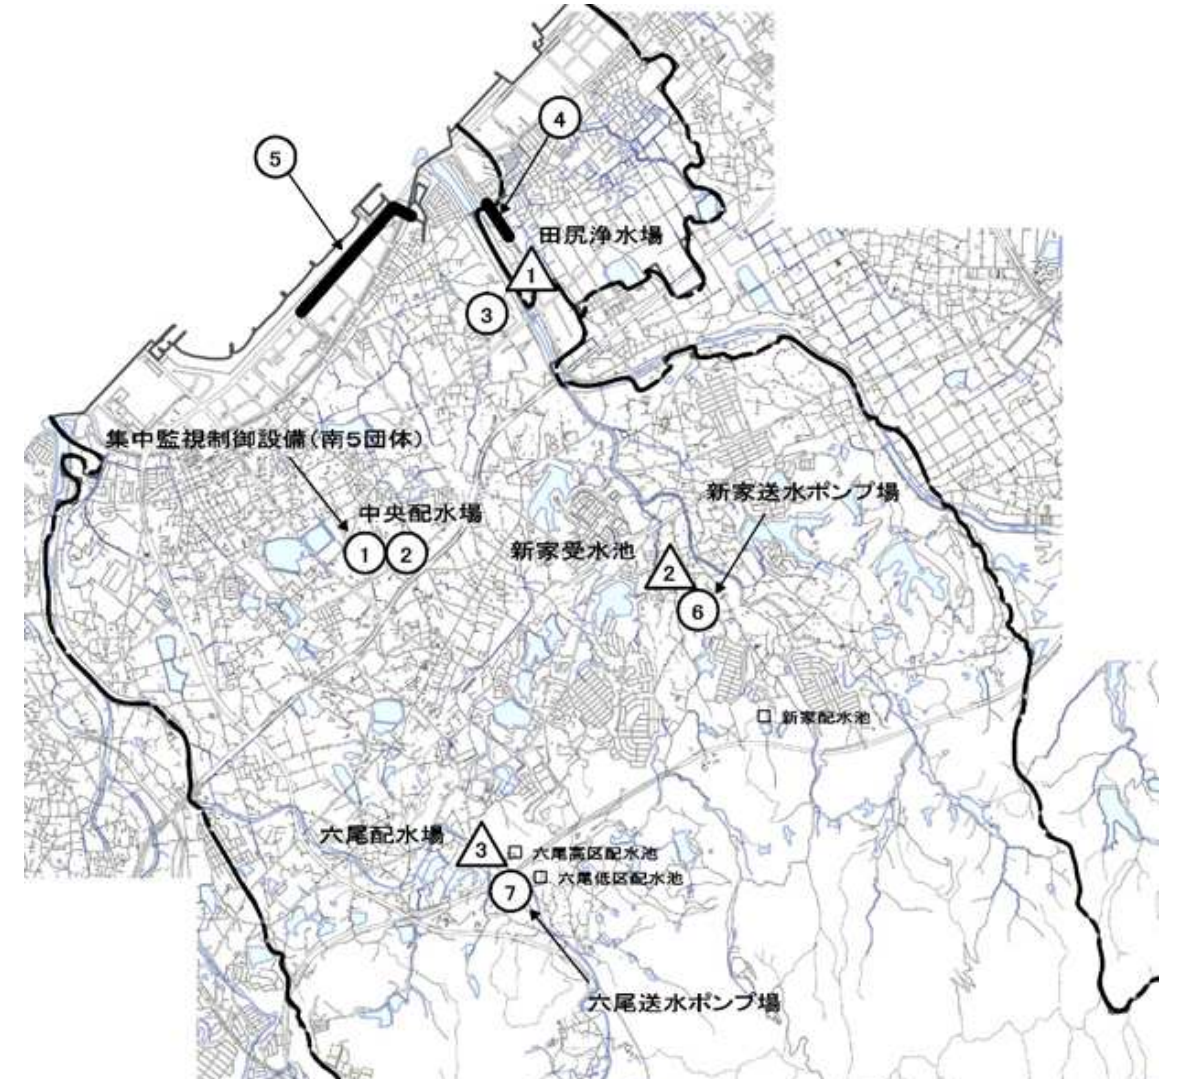 4
5
田尻浄水場
1
3
集中監視制御設備(南5団体)
新家送水ポンプ場
中央配水場
1 2
新家受水池
2
6
新家配水池
六尾配水場
3
六尾高区配水池
六尾低区配水池
7
六尾送水ポンプ場